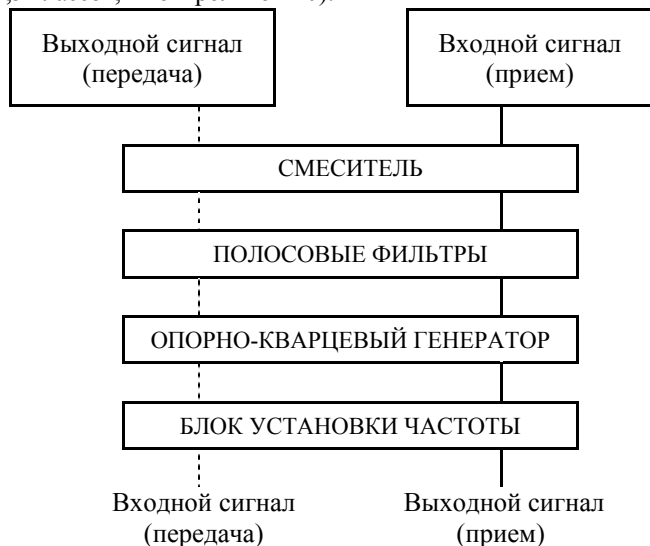 Выходной сигнал
(передача)
Входной сигнал
(прием)
СМЕСИТЕЛЬ
ПОЛОСОВЫЕ ФИЛЬТРЫ
ОПОРНО-КВАРЦЕВЫЙ ГЕНЕРАТОР
БЛОК УСТАНОВКИ ЧАСТОТЫ
Входной сигнал
(передача)
Выходной сигнал
(прием)